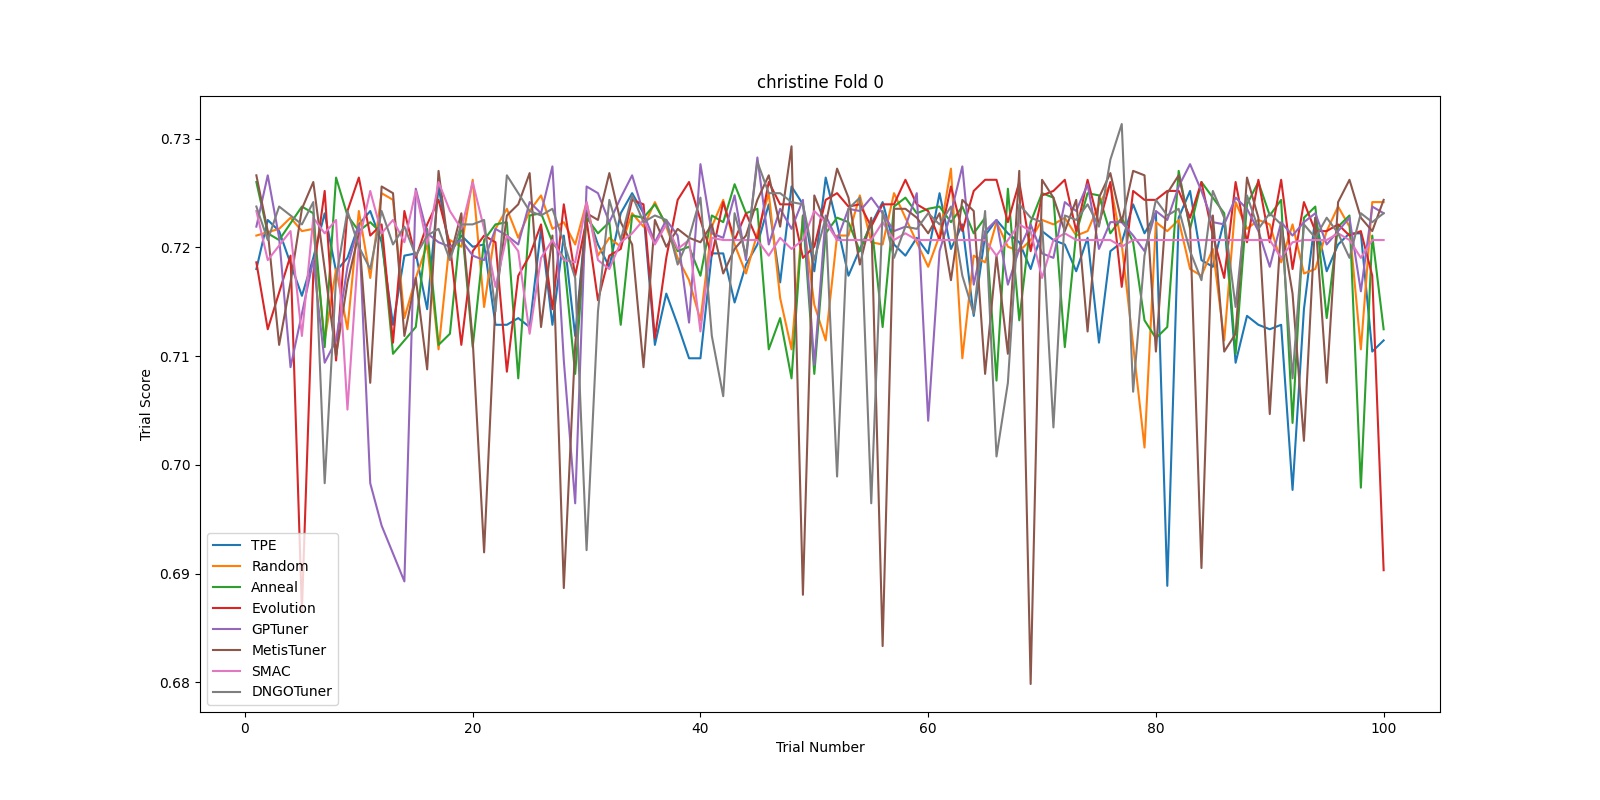 christine Fold 0
Trial Score
0.73
0.72
0.71
0.70
0.69
0.68
TPE
Random
Anneal
Evolution
GPTuner
MetisTuner
SMAC
DNGOTuner
0
20
40
60
80
100
Trial Number